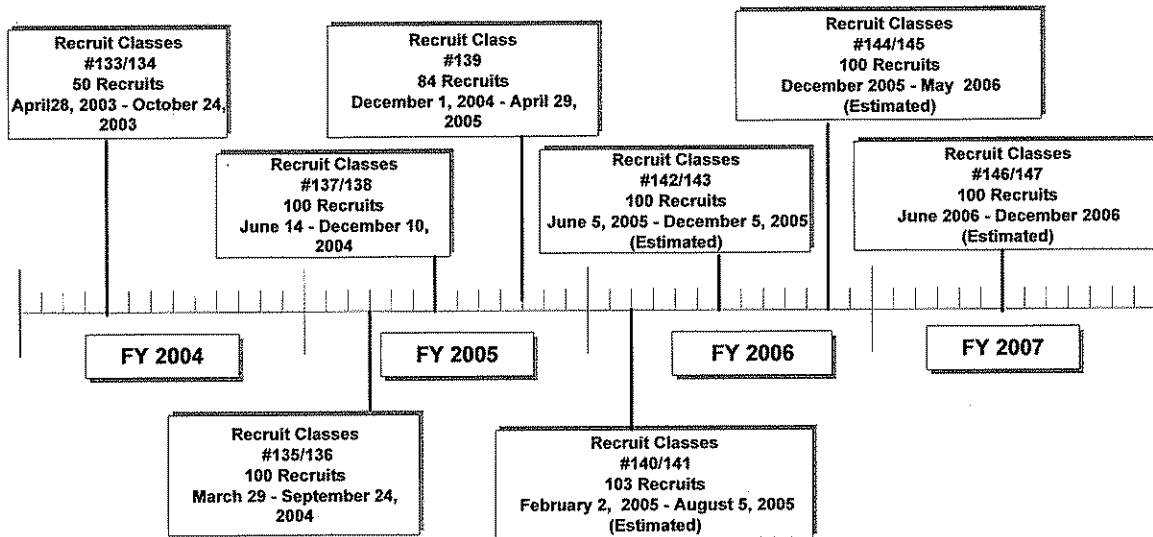 Recruit Classes
#133/134
50 Recruits
April28, 2003 - October 24,
2003
Recruit Class
#139
84 Recruits
December 1, 2004 - April 29,
2005
Recruit Classes
#144/145
100 Recruits
December 2005 - May 2006
(Estimated)
Recruit Classes
#137/138
100 Recruits
June 14 - December 10,
2004
Recruit Classes
#142/143
100 Recruits
June 5, 2005 - December 5, 2005
(Estimated)
Recruit Classes
#146/147
100 Recruits
June 2006 - December 2006
(Estimated)
FY 2004
FY 2005
FY 2006
FY 2007
Recruit Classes
#135/136
100 Recruits
March 29 - September 24,
2004
Recruit Classes
#140/141
103 Recruits
February 2, 2005 - August 5, 2005
(Estimated)